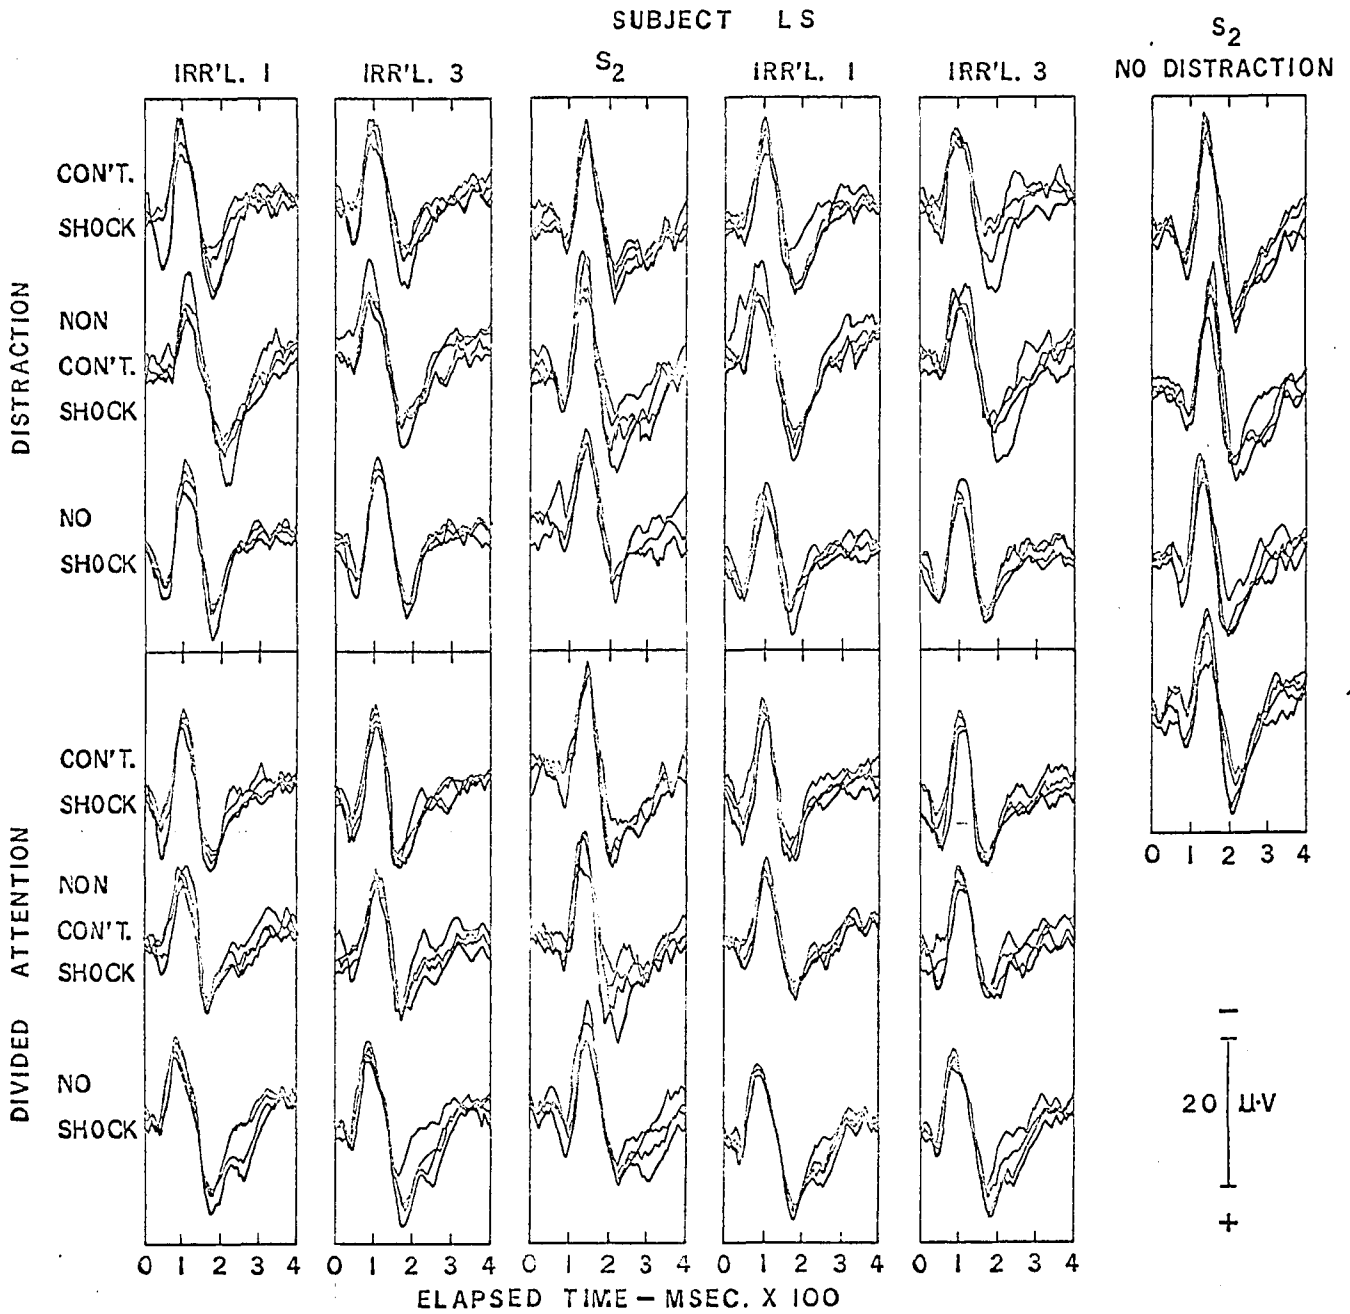 SUBJECT LS
IRR'L. 1 IRR'L. 3 S2 IRR'L. 1 IRR'L. 3 S2
NO DISTRACTION
DISTRACTION
CON'T.
SHOCK
NON
CON'T.
SHOCK
NO
SHOCK
DIVIDED ATTENTION
CON'T.
SHOCK
NON
CON'T.
SHOCK
NO
SHOCK
0 1 2 3 4
−
20 μ·V
+
0 1 2 3 4 0 1 2 3 4 0 1 2 3 4 0 1 2 3 4 0 1 2 3 4
ELAPSED TIME — MSEC. X 100